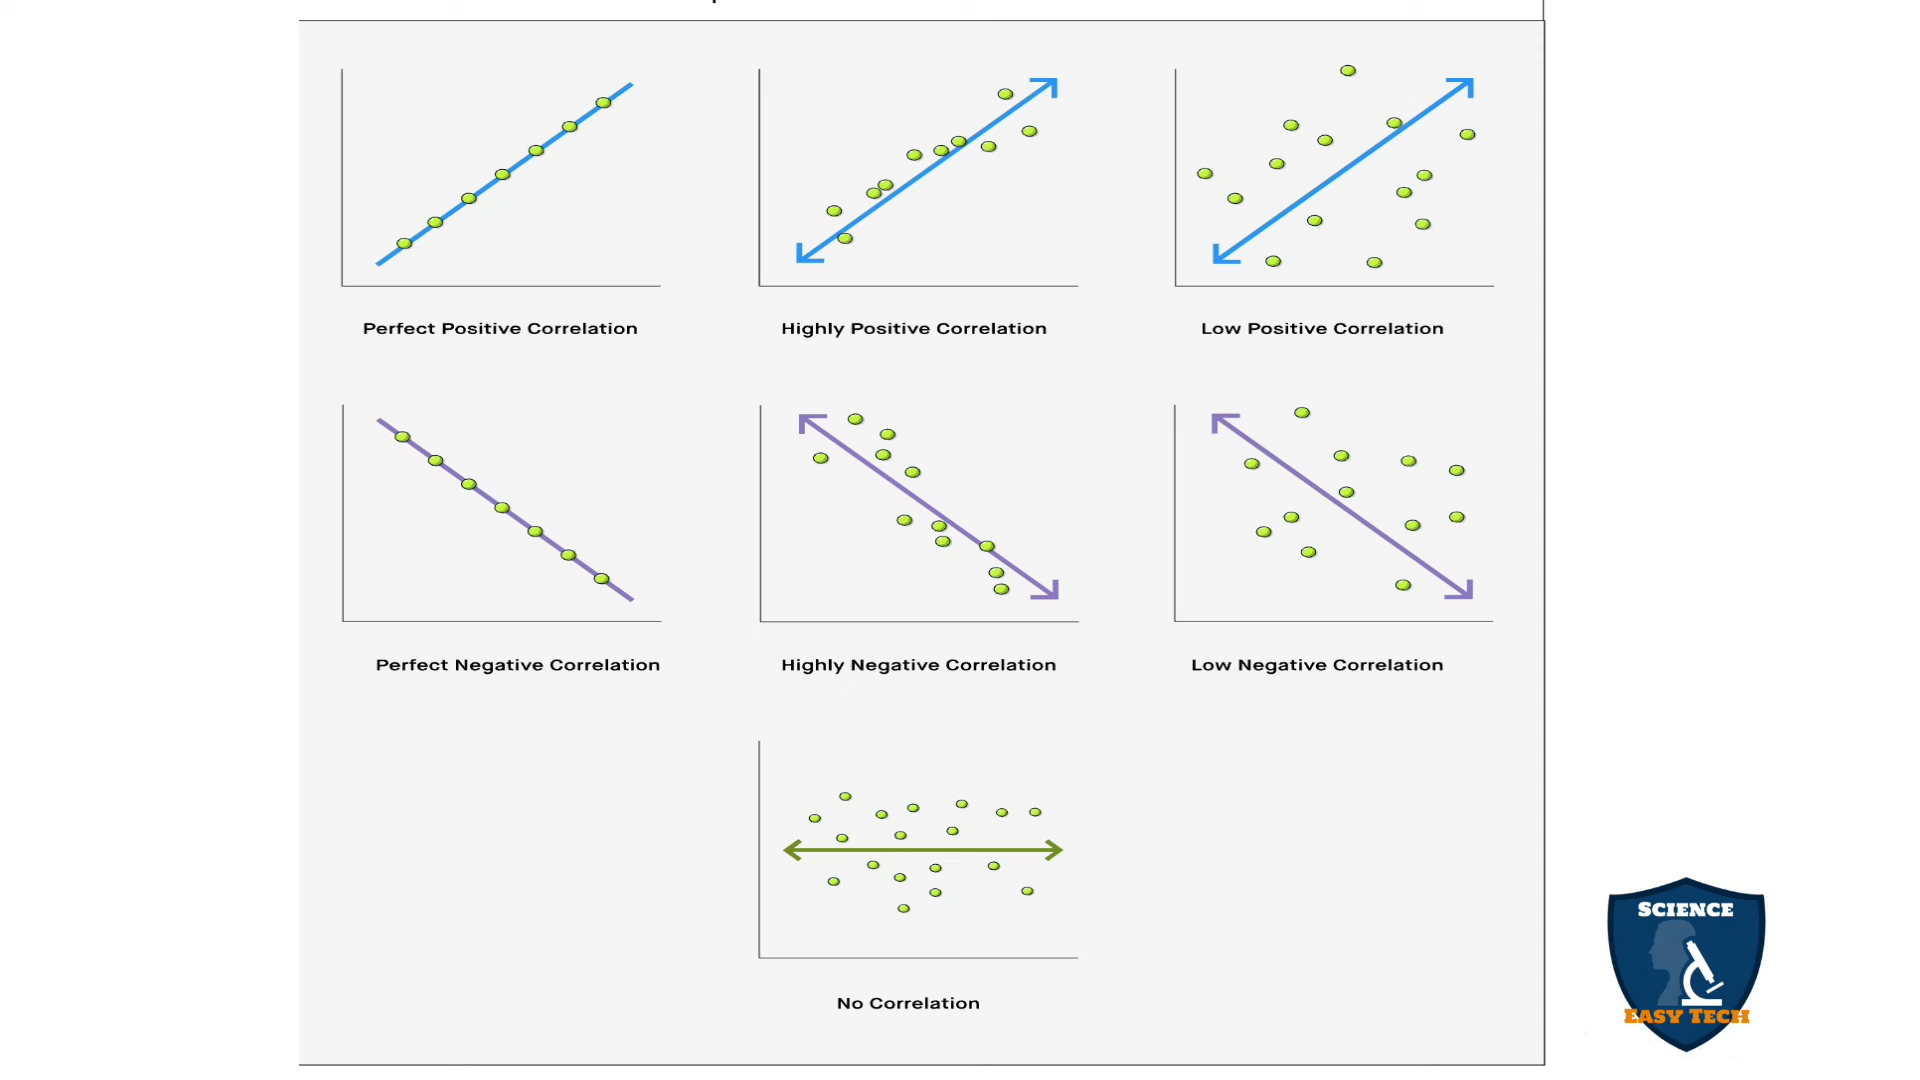 Perfect Positive Correlation
Highly Positive Correlation
Low Positive Correlation
Perfect Negative Correlation
Highly Negative Correlation
Low Negative Correlation
No Correlation
SCIENCE
EASY TECH